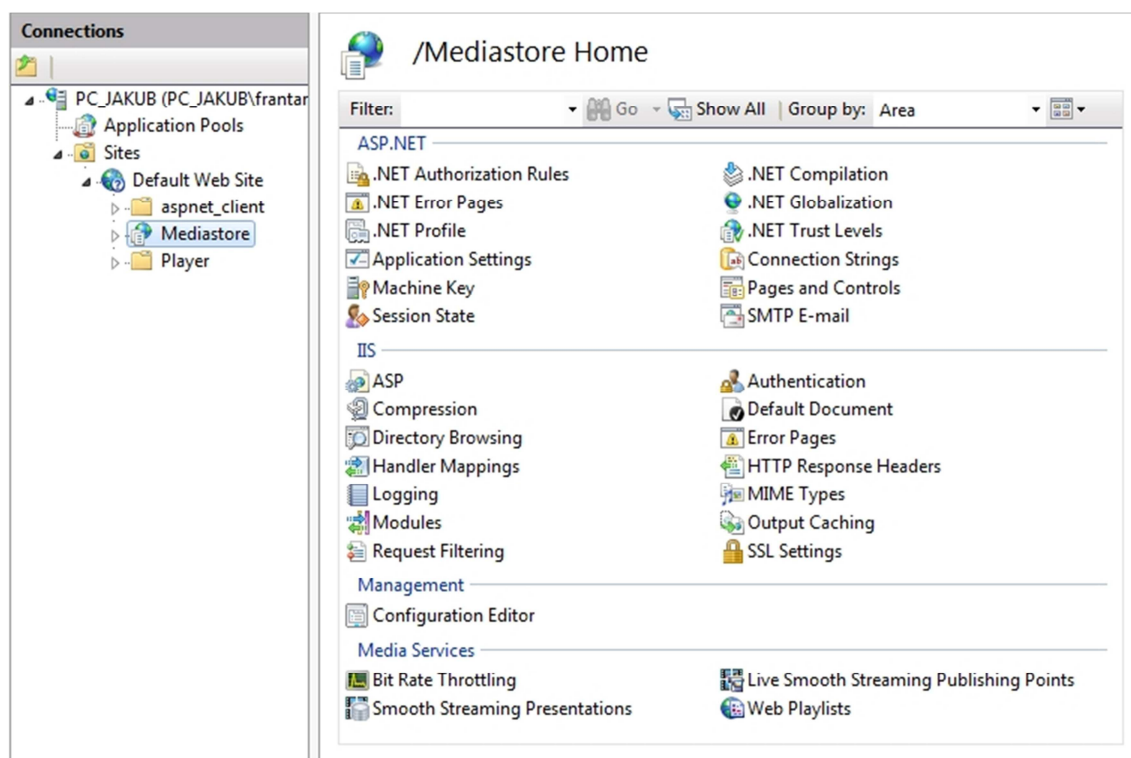 Connections
PC_JAKUB (PC_JAKUB\frantar
Application Pools
Sites
Default Web Site
aspnet_client
Mediastore
Player
/Mediastore Home
Filter: Go Show All Group by: Area
ASP.NET
.NET Authorization Rules .NET Compilation
.NET Error Pages .NET Globalization
.NET Profile .NET Trust Levels
Application Settings Connection Strings
Machine Key Pages and Controls
Session State SMTP E-mail
IIS
ASP Authentication
Compression Default Document
Directory Browsing Error Pages
Handler Mappings HTTP Response Headers
Logging MIME Types
Modules Output Caching
Request Filtering SSL Settings
Management
Configuration Editor
Media Services
Bit Rate Throttling Live Smooth Streaming Publishing Points
Smooth Streaming Presentations Web Playlists